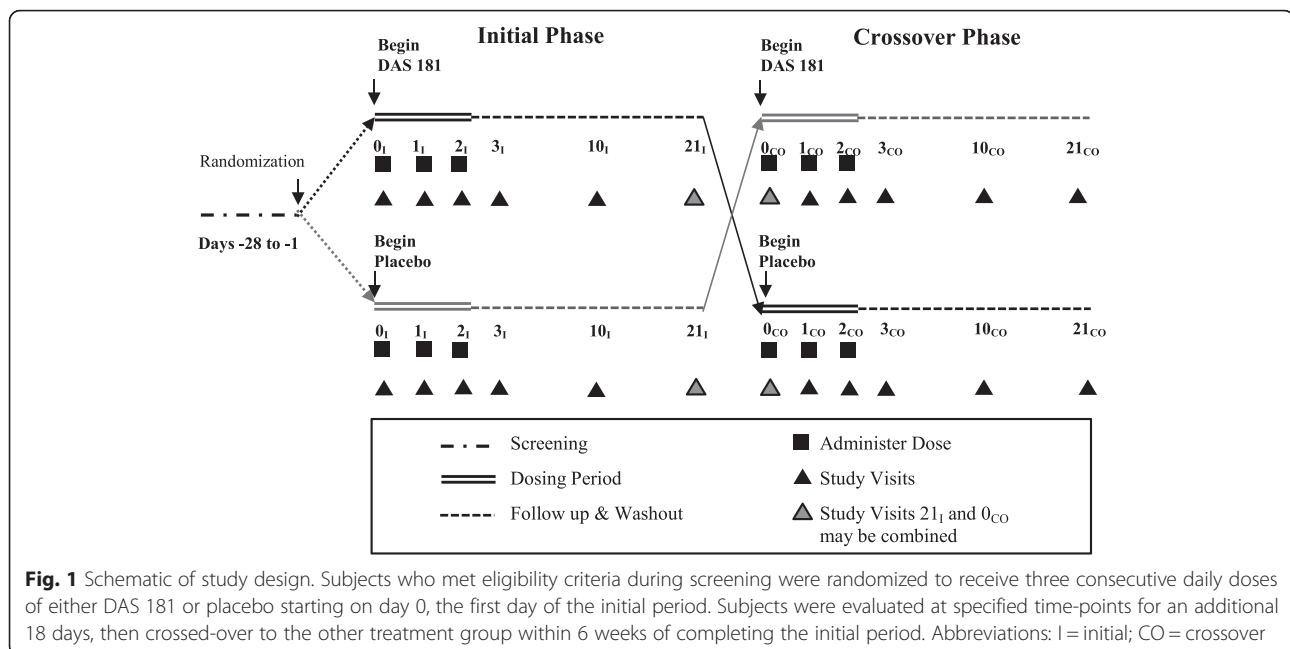 Initial Phase
Crossover Phase
Begin
DAS 181
Begin
DAS 181
Randomization
0I 1I 2I 3I 10I 21I
0CO 1CO 2CO 3CO 10CO 21CO
Days -28 to -1
Begin
Placebo
Begin
Placebo
0I 1I 2I 3I 10I 21I
0CO 1CO 2CO 3CO 10CO 21CO
Screening
Administer Dose
Dosing Period
Study Visits
Follow up & Washout
Study Visits 21I and 0CO
may be combined
Fig. 1 Schematic of study design. Subjects who met eligibility criteria during screening were randomized to receive three consecutive daily doses
of either DAS 181 or placebo starting on day 0, the first day of the initial period. Subjects were evaluated at specified time-points for an additional
18 days, then crossed-over to the other treatment group within 6 weeks of completing the initial period. Abbreviations: I = initial; CO = crossover